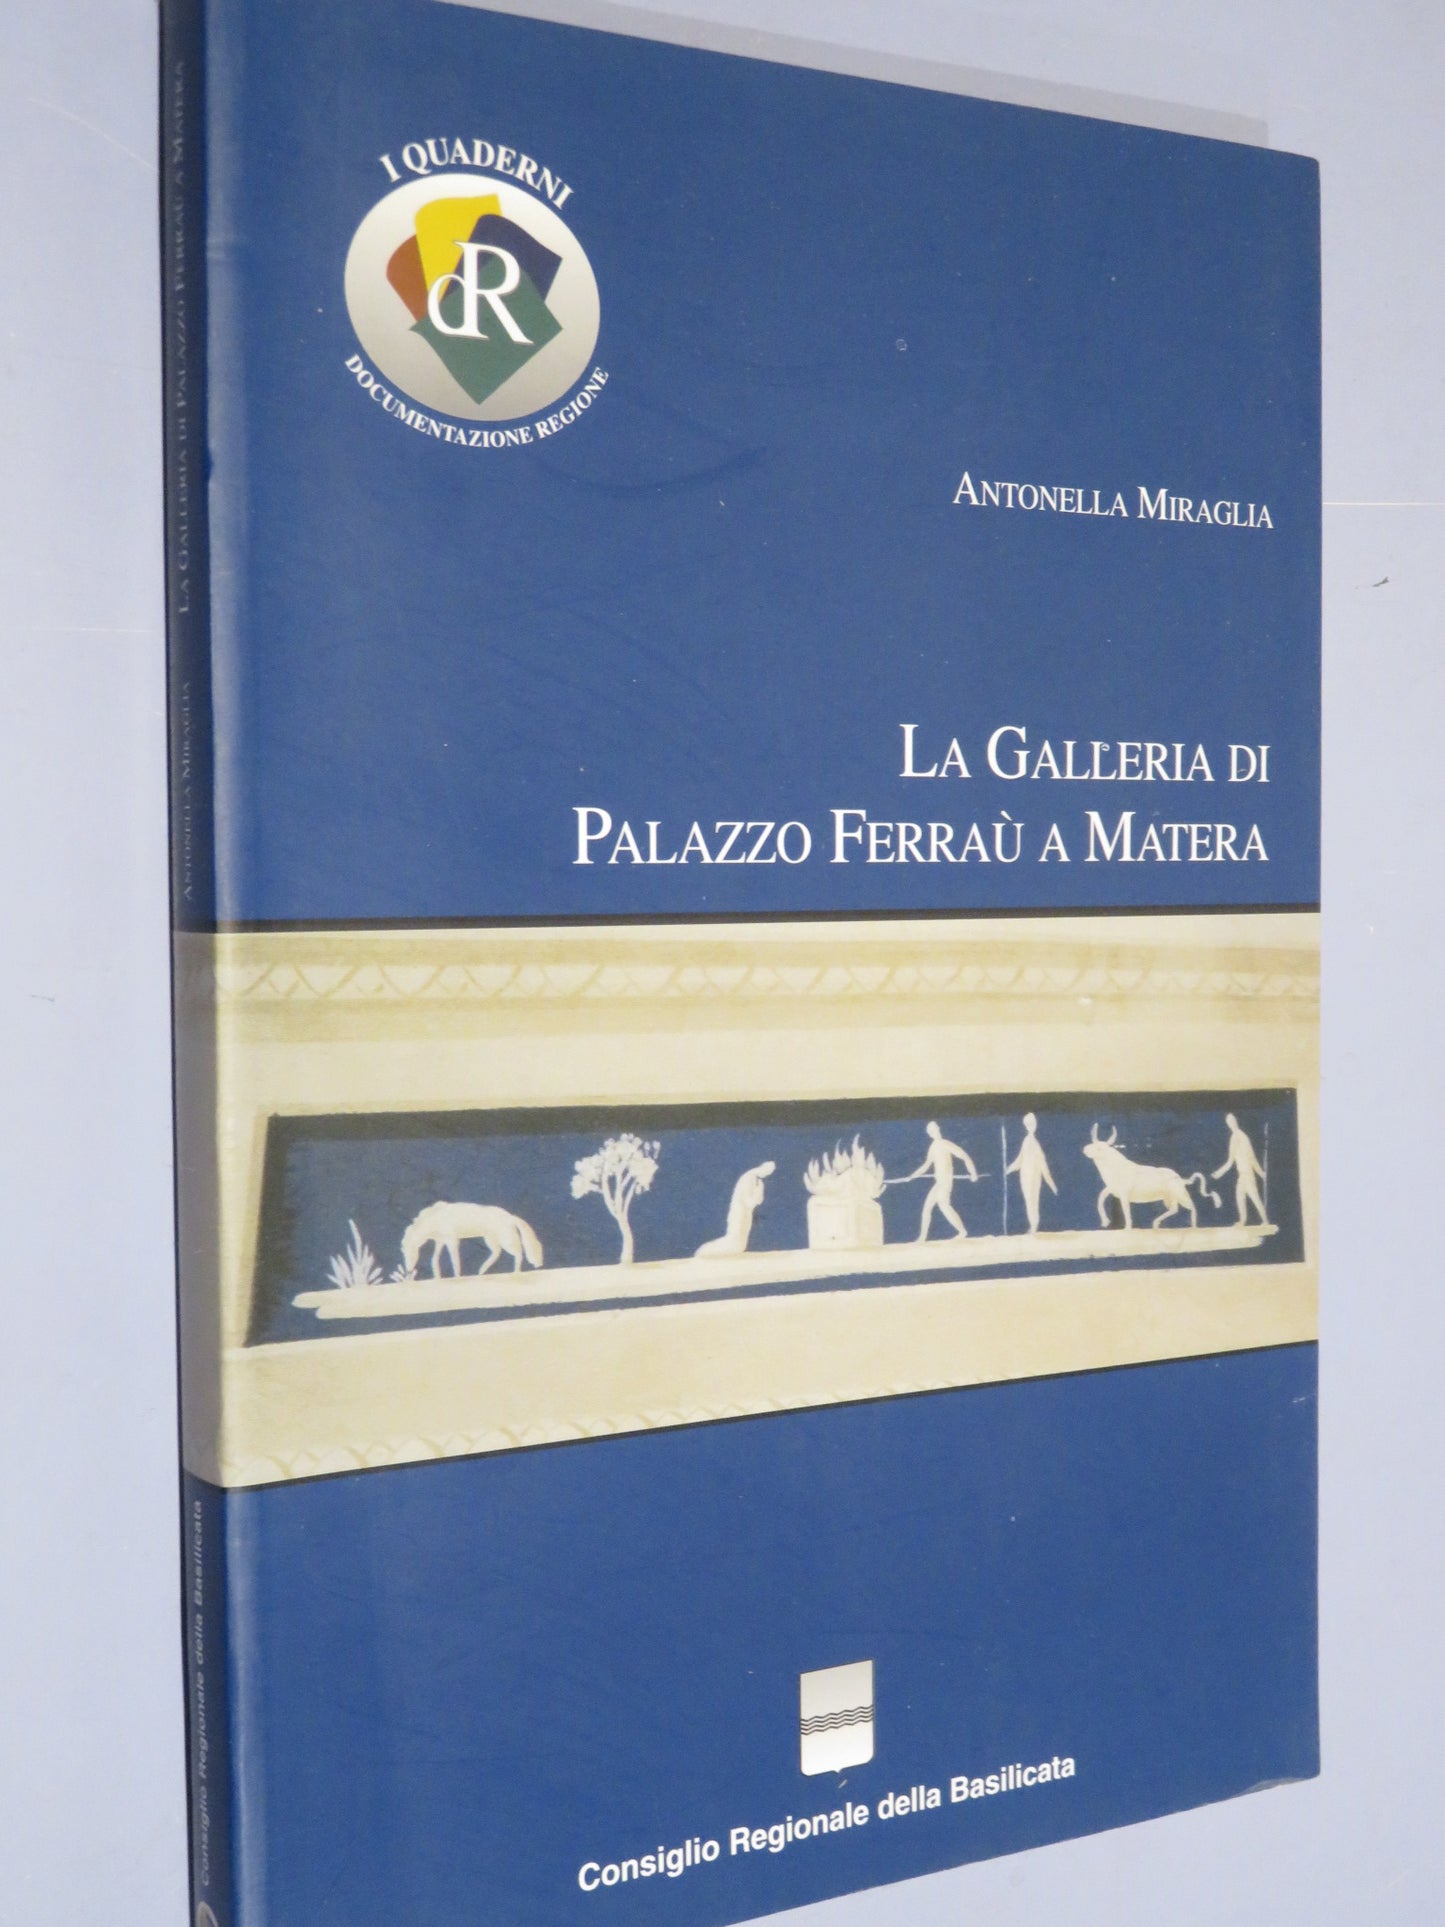 I QUADERNI
dR
DOCUMENTAZIONE REGIONE
ANTONELLA MIRAGLIA
LA GALLERIA DI
PALAZZO FERRAÙ A MATERA
Consiglio Regionale della Basilicata
ANTONELLA MIRAGLIA LA GALLERIA DI PALAZZO FERRAÙ A MATERA
Consiglio Regionale della Basilicata